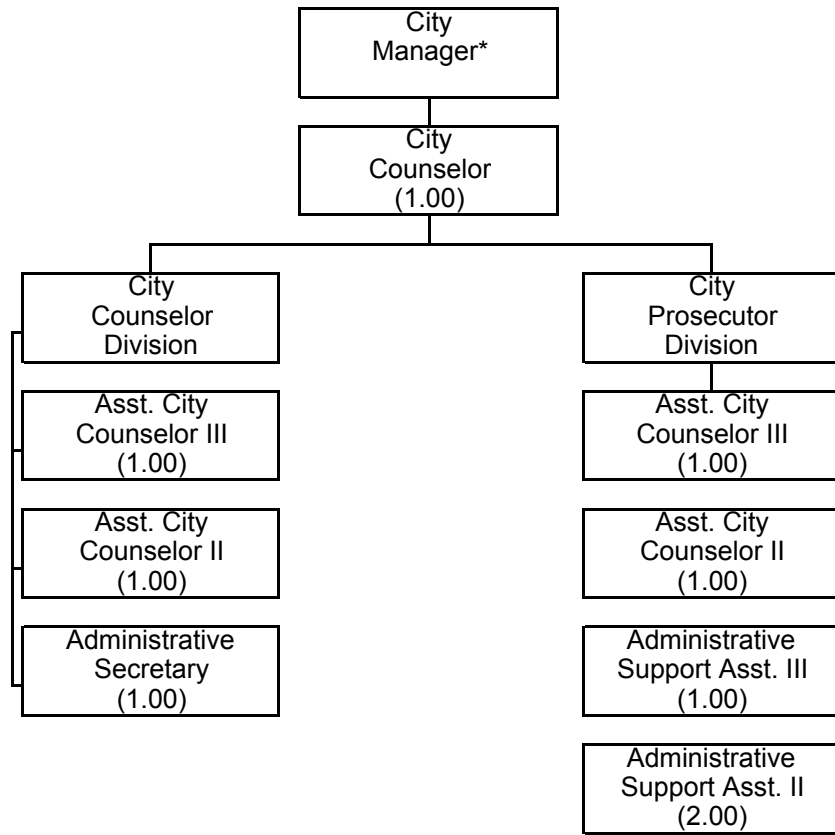 City
Manager*
City
Counselor
(1.00)
City
Counselor
Division
City
Prosecutor
Division
Asst. City
Counselor III
(1.00)
Asst. City
Counselor III
(1.00)
Asst. City
Counselor II
(1.00)
Asst. City
Counselor II
(1.00)
Administrative
Secretary
(1.00)
Administrative
Support Asst. III
(1.00)
Administrative
Support Asst. II
(2.00)